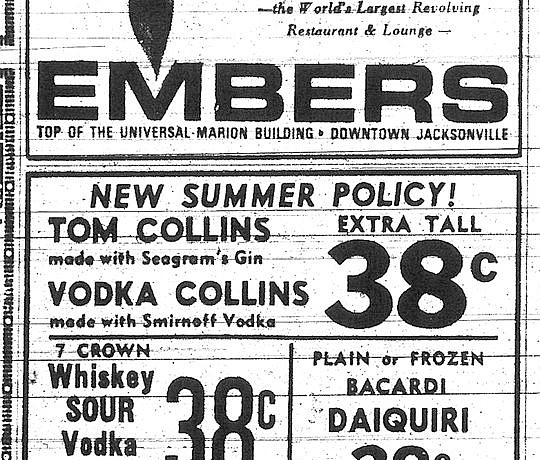 —the World's Largest Revolving
Restaurant & Lounge —
EMBERS
TOP OF THE UNIVERSAL-MARION BUILDING • DOWNTOWN JACKSONVILLE
NEW SUMMER POLICY!
TOM COLLINS
made with Seagram's Gin
VODKA COLLINS
made with Smirnoff Vodka
EXTRA TALL
38c
7 CROWN
Whiskey
SOUR
Vodka
38c
PLAIN or FROZEN
BACARDI
DAIQUIRI
38c